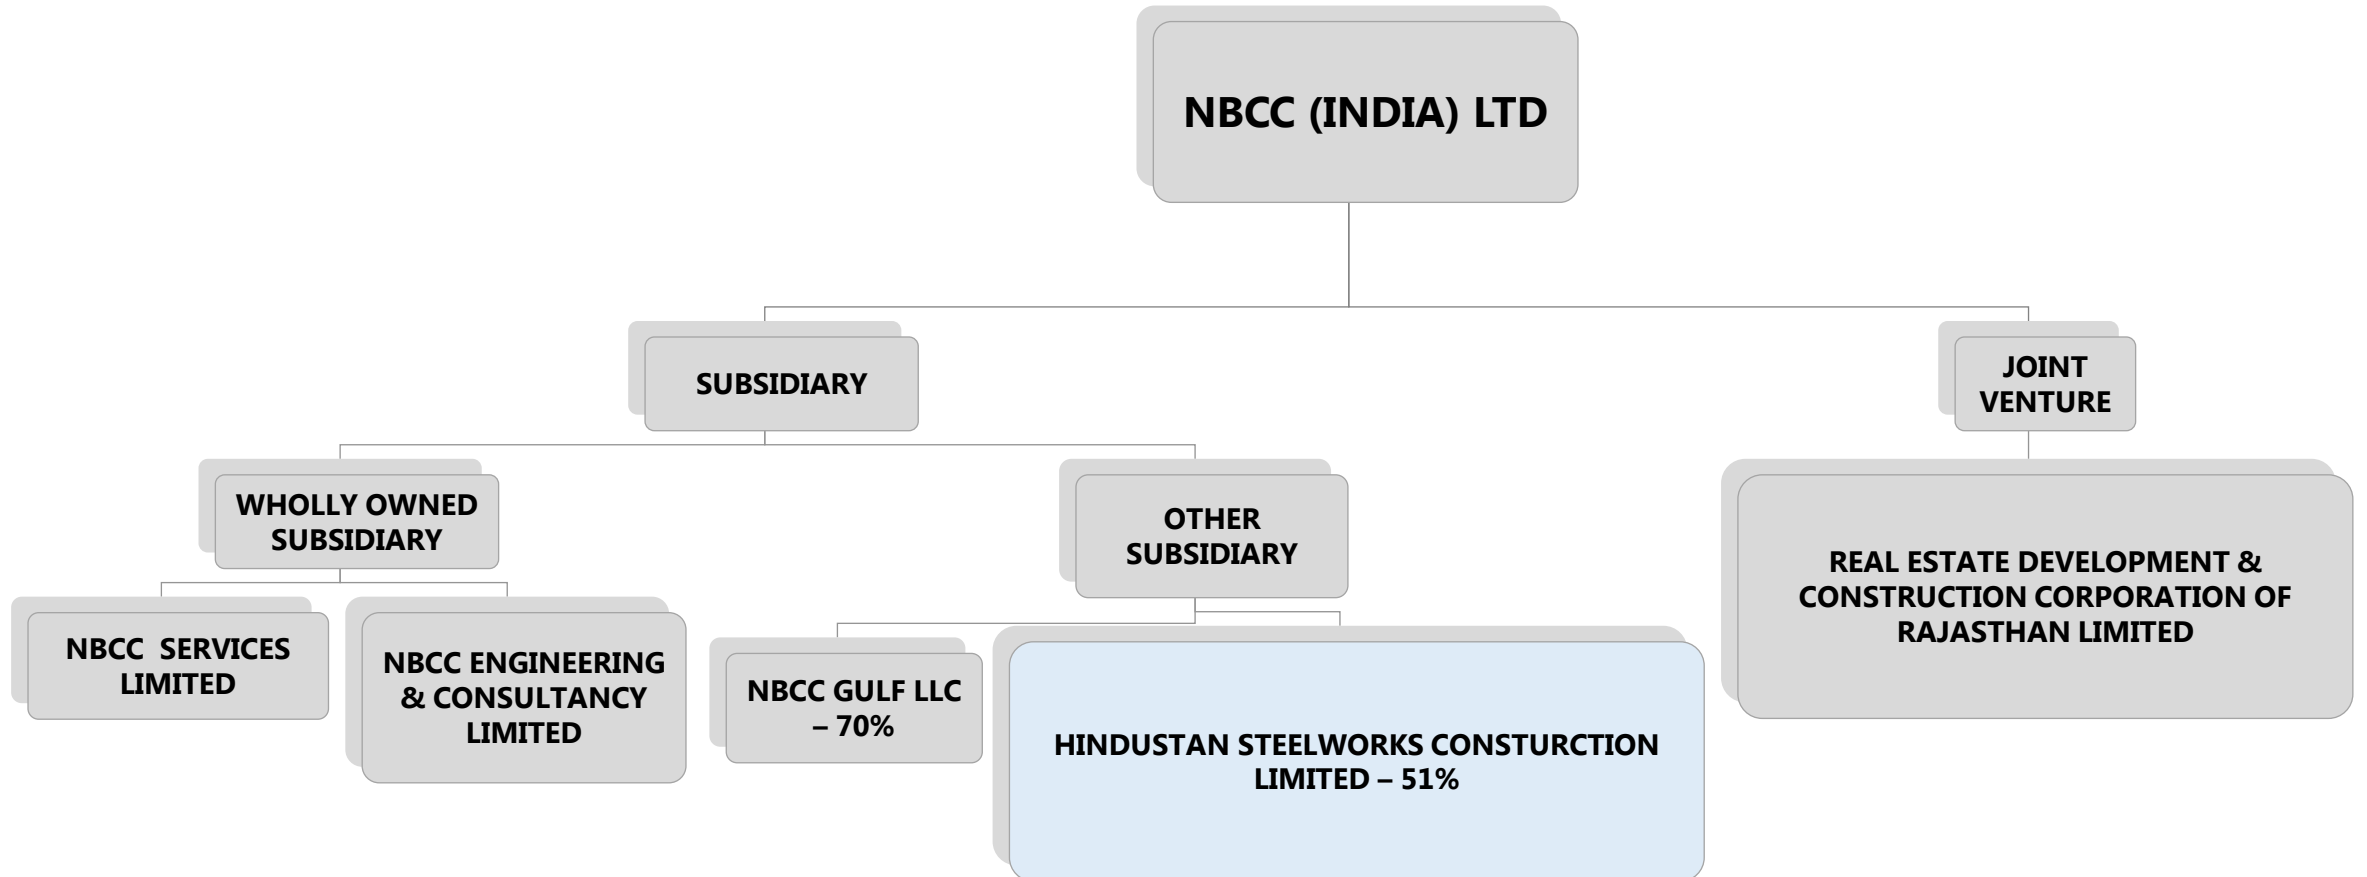 NBCC (INDIA) LTD
SUBSIDIARY
JOINT
VENTURE
WHOLLY OWNED
SUBSIDIARY
OTHER
SUBSIDIARY
REAL ESTATE DEVELOPMENT &
CONSTRUCTION CORPORATION OF
RAJASTHAN LIMITED
NBCC  SERVICES
LIMITED
NBCC ENGINEERING
& CONSULTANCY
LIMITED
NBCC GULF LLC
– 70%
HINDUSTAN STEELWORKS CONSTURCTION
LIMITED – 51%